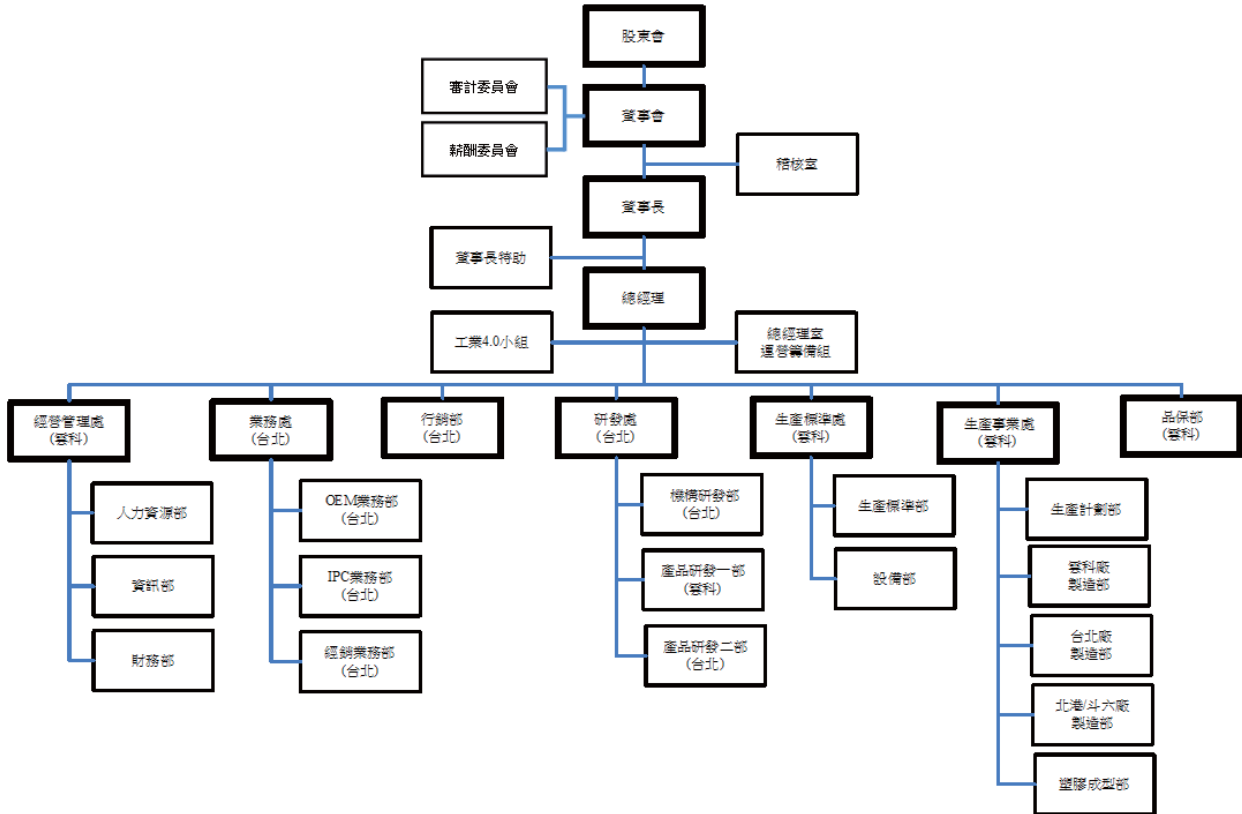 股東會
審計委員會
董事會
薪酬委員會
稽核室
董事長
董事長特助
總經理
工業4.0小組
總經理室
運營籌備組
經營管理處
(雲科)
業務處
(台北)
行銷部
(台北)
研發處
(台北)
生產標準處
(雲科)
生產事業處
(雲科)
品保部
(雲科)
人力資源部
資訊部
財務部
OEM業務部
(台北)
IPC業務部
(台北)
經銷業務部
(台北)
機構研發部
(台北)
產品研發一部
(雲科)
產品研發二部
(台北)
生產標準部
設備部
生產計劃部
雲科廠
製造部
台北廠
製造部
北港/斗六廠
製造部
塑膠成型部